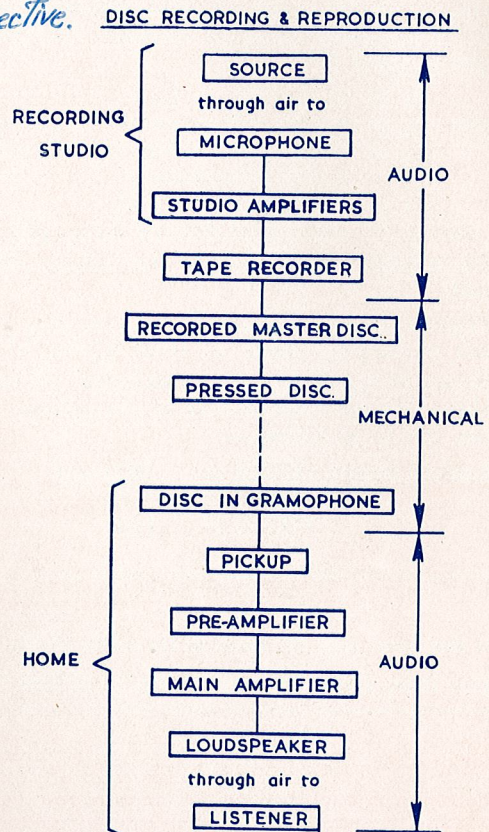 DISC RECORDING & REPRODUCTION
SOURCE
through air to
RECORDING
STUDIO
MICROPHONE
AUDIO
STUDIO AMPLIFIERS
TAPE RECORDER
RECORDED MASTER DISC..
PRESSED DISC.
MECHANICAL
DISC IN GRAMOPHONE
PICKUP
PRE-AMPLIFIER
HOME
AUDIO
MAIN AMPLIFIER
LOUDSPEAKER
through air to
LISTENER